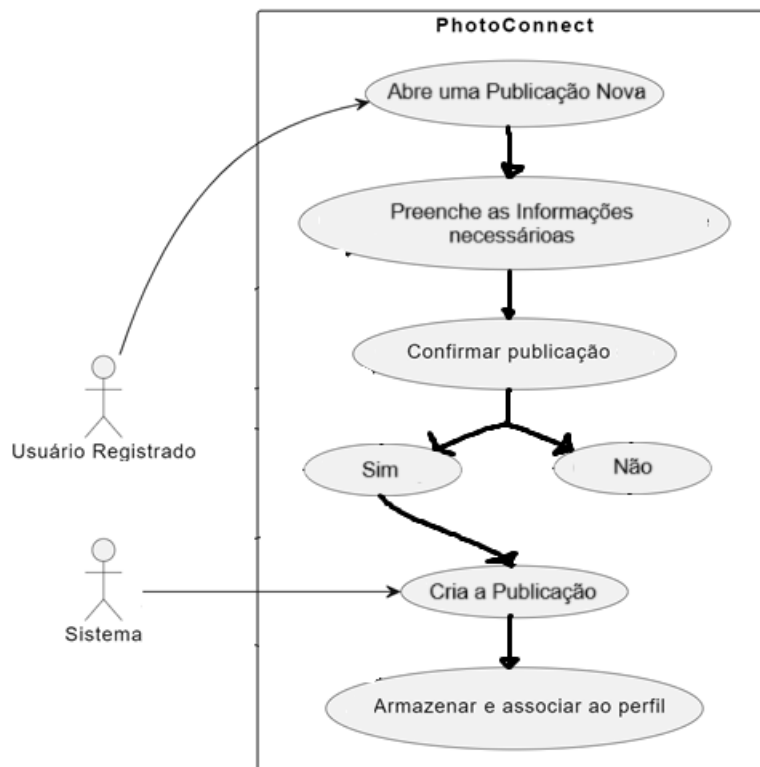 PhotoConnect
Abre uma Publicação Nova
Preenche as Informações
necessárioas
Confirmar publicação
Usuário Registrado
Sim
Não
Cria a Publicação
Sistema
Armazenar e associar ao perfil